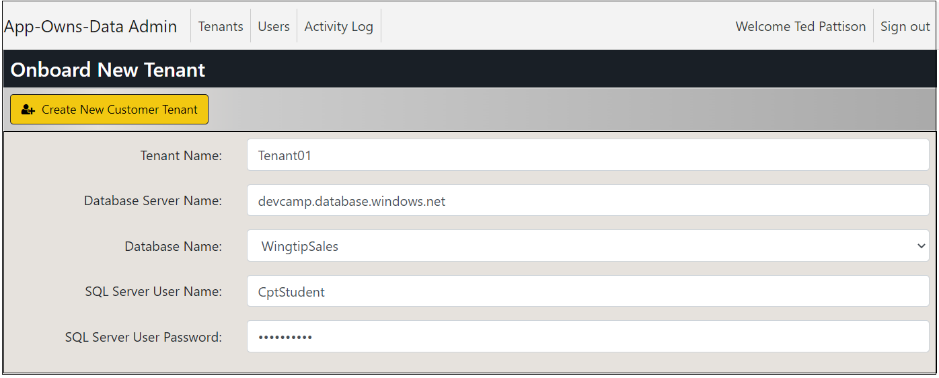 App-Owns-Data Admin Tenants Users Activity Log Welcome Ted Pattison Sign out
Onboard New Tenant
Create New Customer Tenant
Tenant Name: Tenant01
Database Server Name: devcamp.database.windows.net
Database Name: WingtipSales
SQL Server User Name: CptStudent
SQL Server User Password: ••••••••••